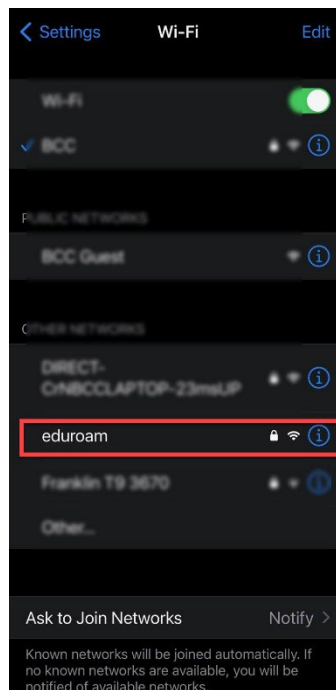 Settings
Wi-Fi
Edit
Wi-Fi
BCC
PUBLIC NETWORKS
BCC Guest
OTHER NETWORKS
DIRECT-
CrNBCCLAPTOP-23msUP
eduroam
Franklin T9 3670
Other...
Ask to Join Networks
Notify
Known networks will be joined automatically. If
no known networks are available, you will be
notified of available networks.